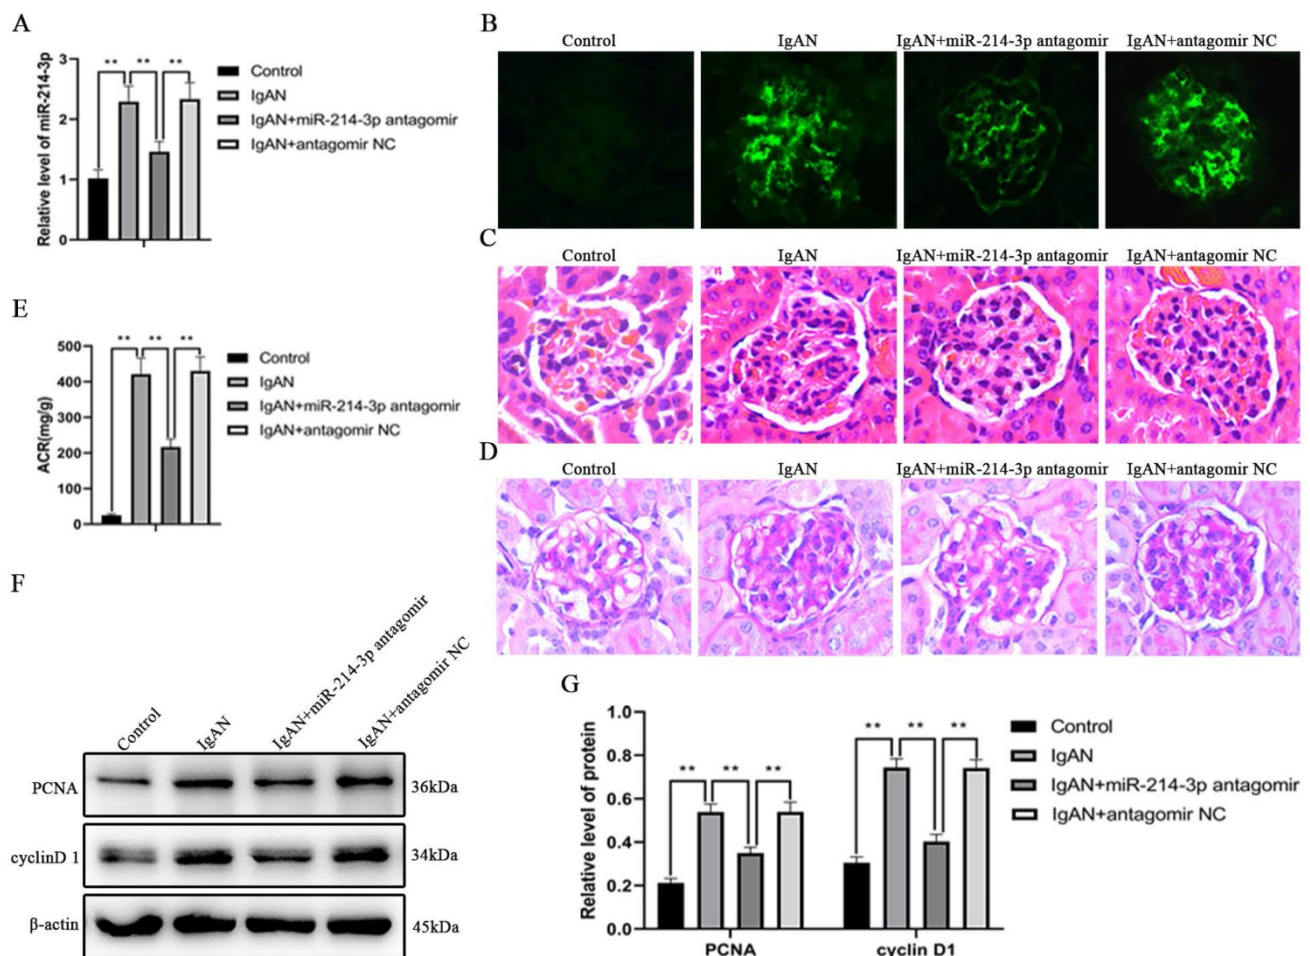 A
Relative level of miR-214-3p
3
2
1
0
** ** **
Control
IgAN
IgAN+miR-214-3p antagomir
IgAN+antagomir NC
B
Control IgAN IgAN+miR-214-3p antagomir IgAN+antagomir NC
C
Control IgAN IgAN+miR-214-3p antagomir IgAN+antagomir NC
D
Control IgAN IgAN+miR-214-3p antagomir IgAN+antagomir NC
E
ACR(mg/g)
500
400
300
200
100
0
** ** **
Control
IgAN
IgAN+miR-214-3p antagomir
IgAN+antagomir NC
F
Control IgAN IgAN+miR-214-3p antagomir IgAN+antagomir NC
PCNA 36kDa
cyclinD 1 34kDa
β-actin 45kDa
G
Relative level of protein
1.0
0.8
0.6
0.4
0.2
0.0
** ** ** ** ** **
PCNA cyclin D1
Control
IgAN
IgAN+miR-214-3p antagomir
IgAN+antagomir NC